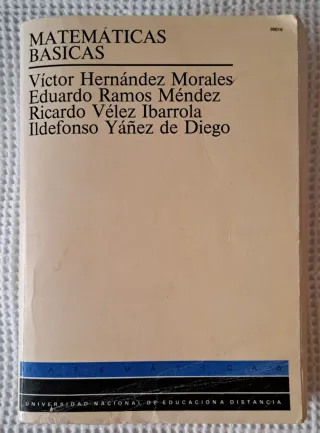 MATEMÁTICAS
BASICAS
Víctor Hernández Morales
Eduardo Ramos Méndez
Ricardo Vélez Ibarrola
Ildefonso Yáñez de Diego
UNIVERSIDAD NACIONAL DE EDUCACION A DISTANCIA